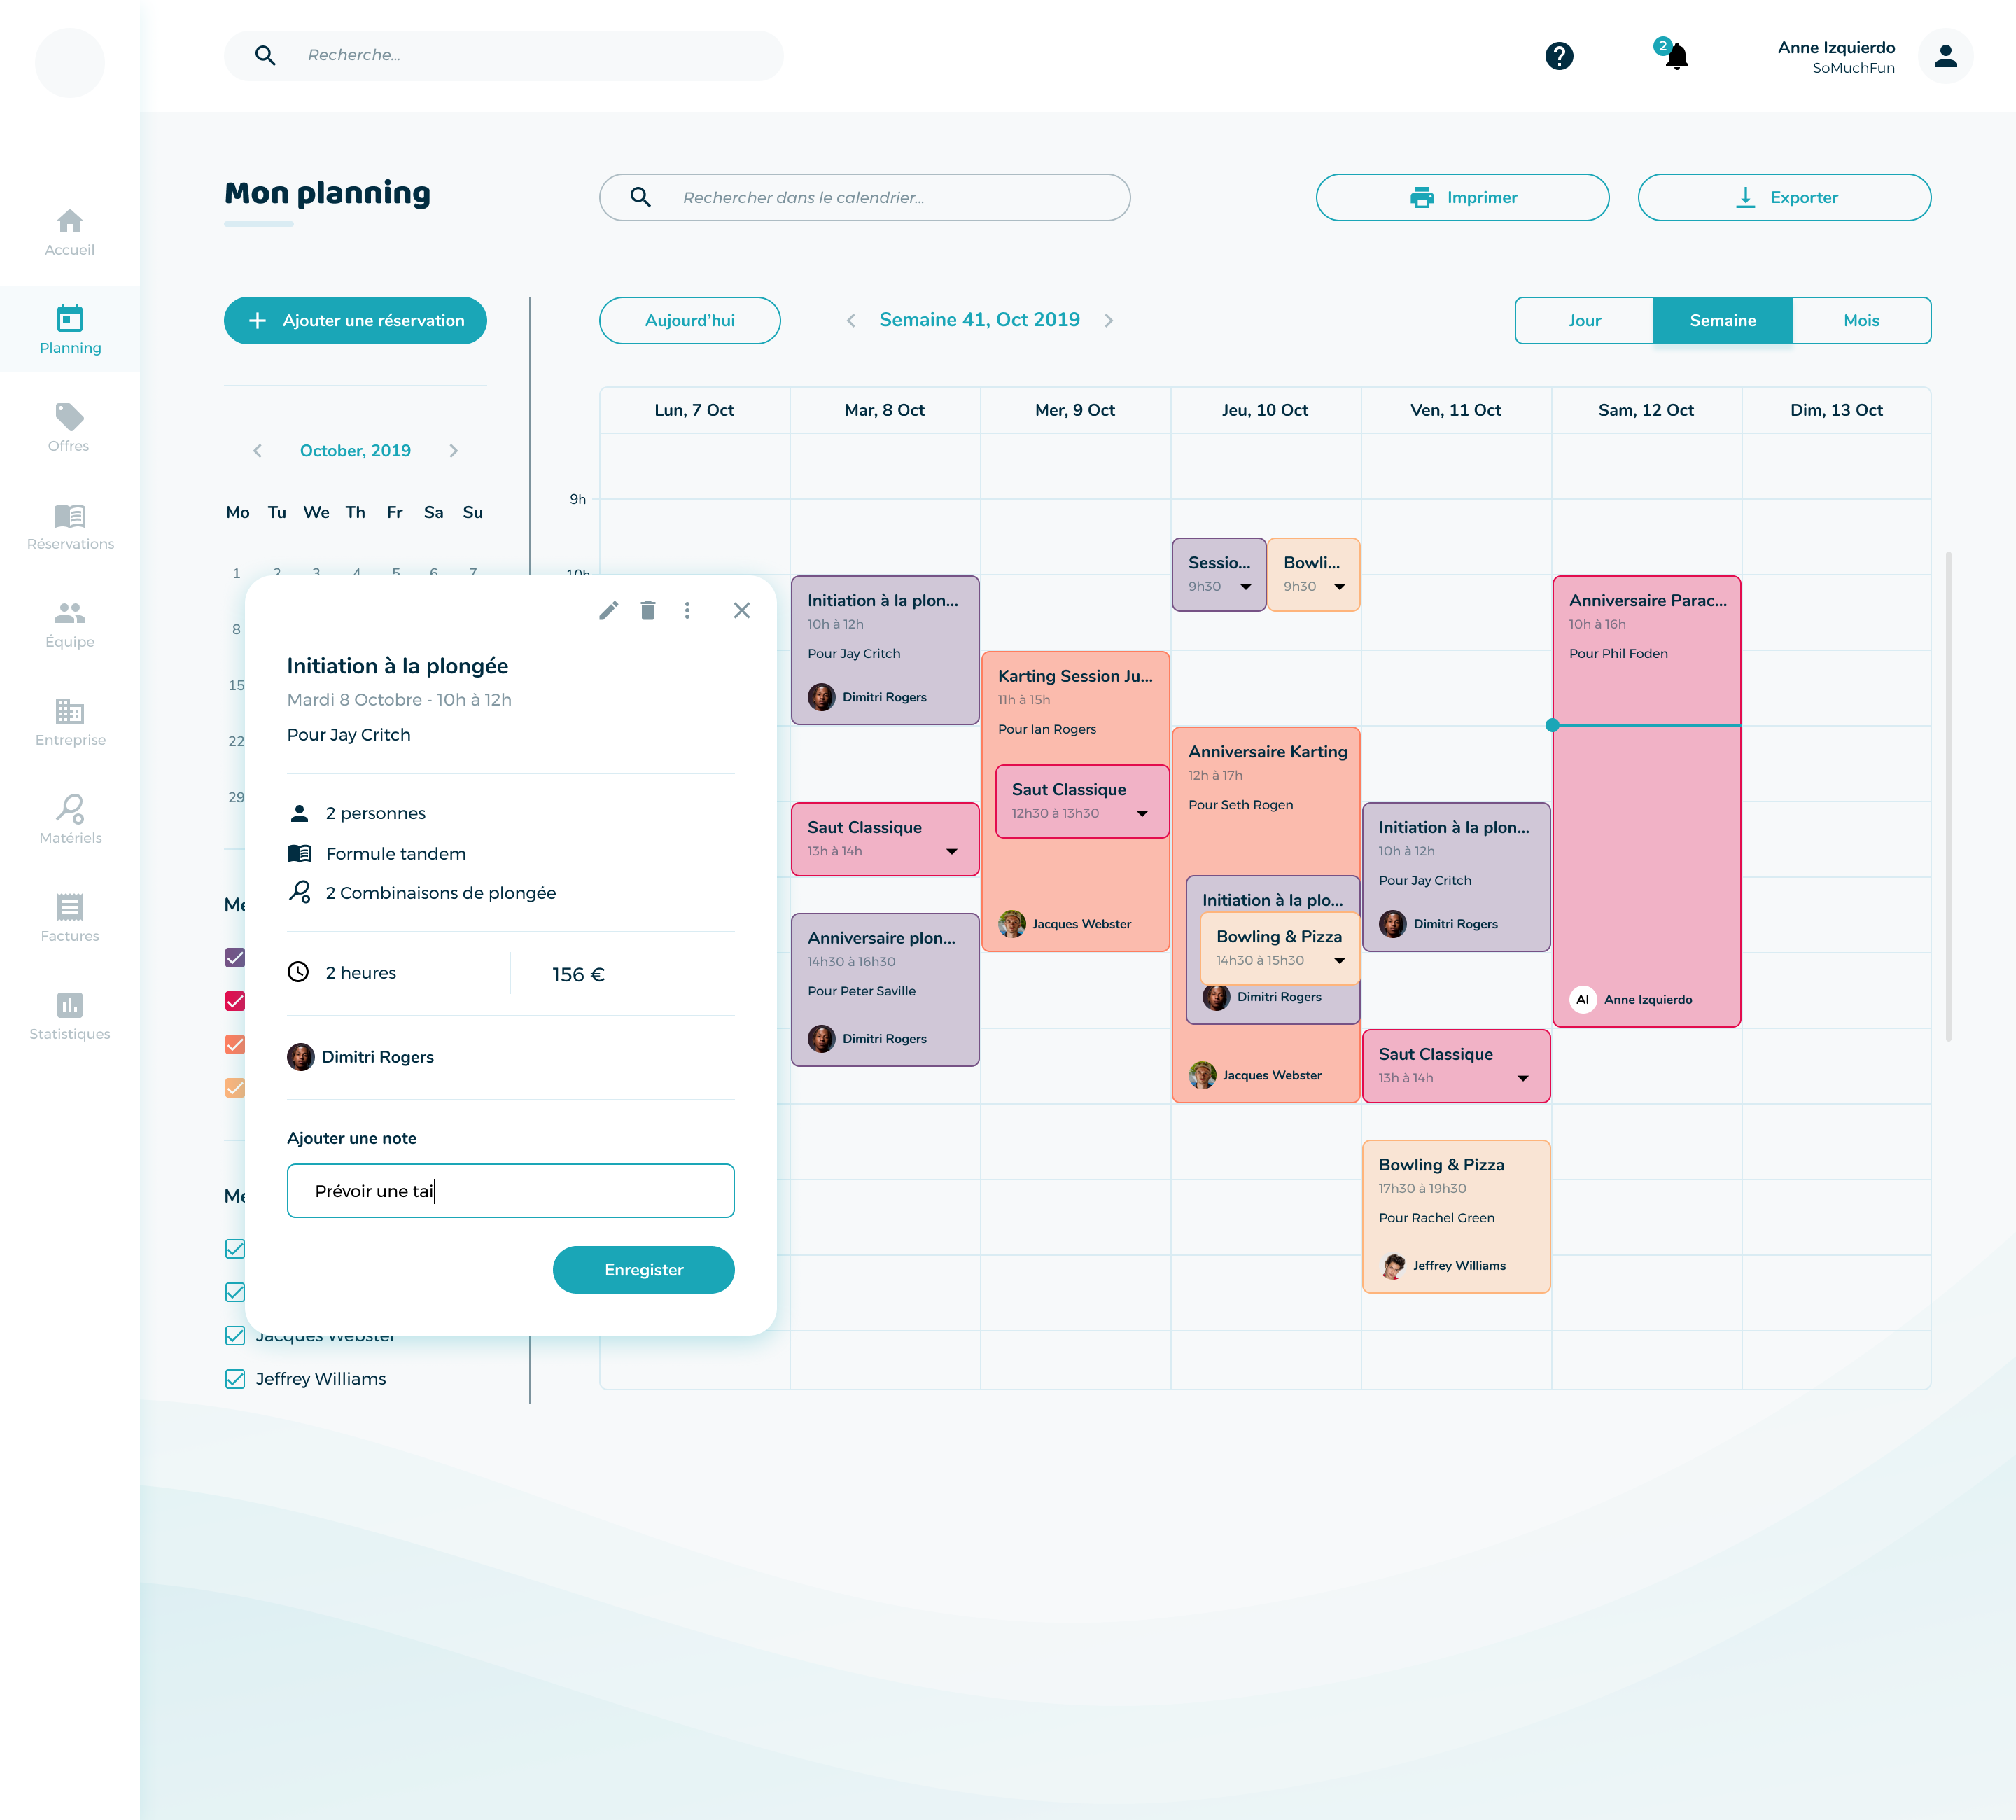 Recherche...
2
Anne Izquierdo
SoMuchFun
Accueil
Planning
Offres
Réservations
Équipe
Entreprise
Matériels
Factures
Statistiques
Mon planning
Rechercher dans le calendrier...
Imprimer
Exporter
Ajouter une réservation
Aujourd'hui
Semaine 41, Oct 2019
Jour
Semaine
Mois
October, 2019
Mo Tu We Th Fr Sa Su
1 2 3 4 5 6 7
8
15
22
29
Jacques Webster
Jeffrey Williams
Initiation à la plongée
Mardi 8 Octobre - 10h à 12h
Pour Jay Critch
2 personnes
Formule tandem
2 Combinaisons de plongée
2 heures
156 €
Dimitri Rogers
Ajouter une note
Prévoir une tai
Enregister
Lun, 7 Oct
Mar, 8 Oct
Mer, 9 Oct
Jeu, 10 Oct
Ven, 11 Oct
Sam, 12 Oct
Dim, 13 Oct
9h
10h
Initiation à la plon...
10h à 12h
Pour Jay Critch
Dimitri Rogers
Saut Classique
13h à 14h
Anniversaire plon...
14h30 à 16h30
Pour Peter Saville
Dimitri Rogers
Karting Session Ju...
11h à 15h
Pour Ian Rogers
Saut Classique
12h30 à 13h30
Jacques Webster
Sessio...
9h30
Bowli...
9h30
Anniversaire Karting
12h à 17h
Pour Seth Rogen
Initiation à la plo...
Bowling & Pizza
14h30 à 15h30
Dimitri Rogers
Jacques Webster
Initiation à la plon...
10h à 12h
Pour Jay Critch
Dimitri Rogers
Saut Classique
13h à 14h
Bowling & Pizza
17h30 à 19h30
Pour Rachel Green
Jeffrey Williams
Anniversaire Parac...
10h à 16h
Pour Phil Foden
AI
Anne Izquierdo